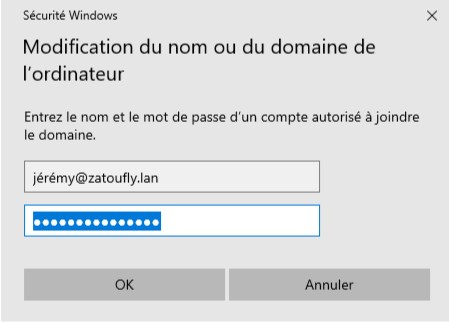 Sécurité Windows
Modification du nom ou du domaine de
l'ordinateur
Entrez le nom et le mot de passe d'un compte autorisé à joindre
le domaine.
jérémy@zatoufly.lan
●●●●●●●●●●●●●●●
OK
Annuler